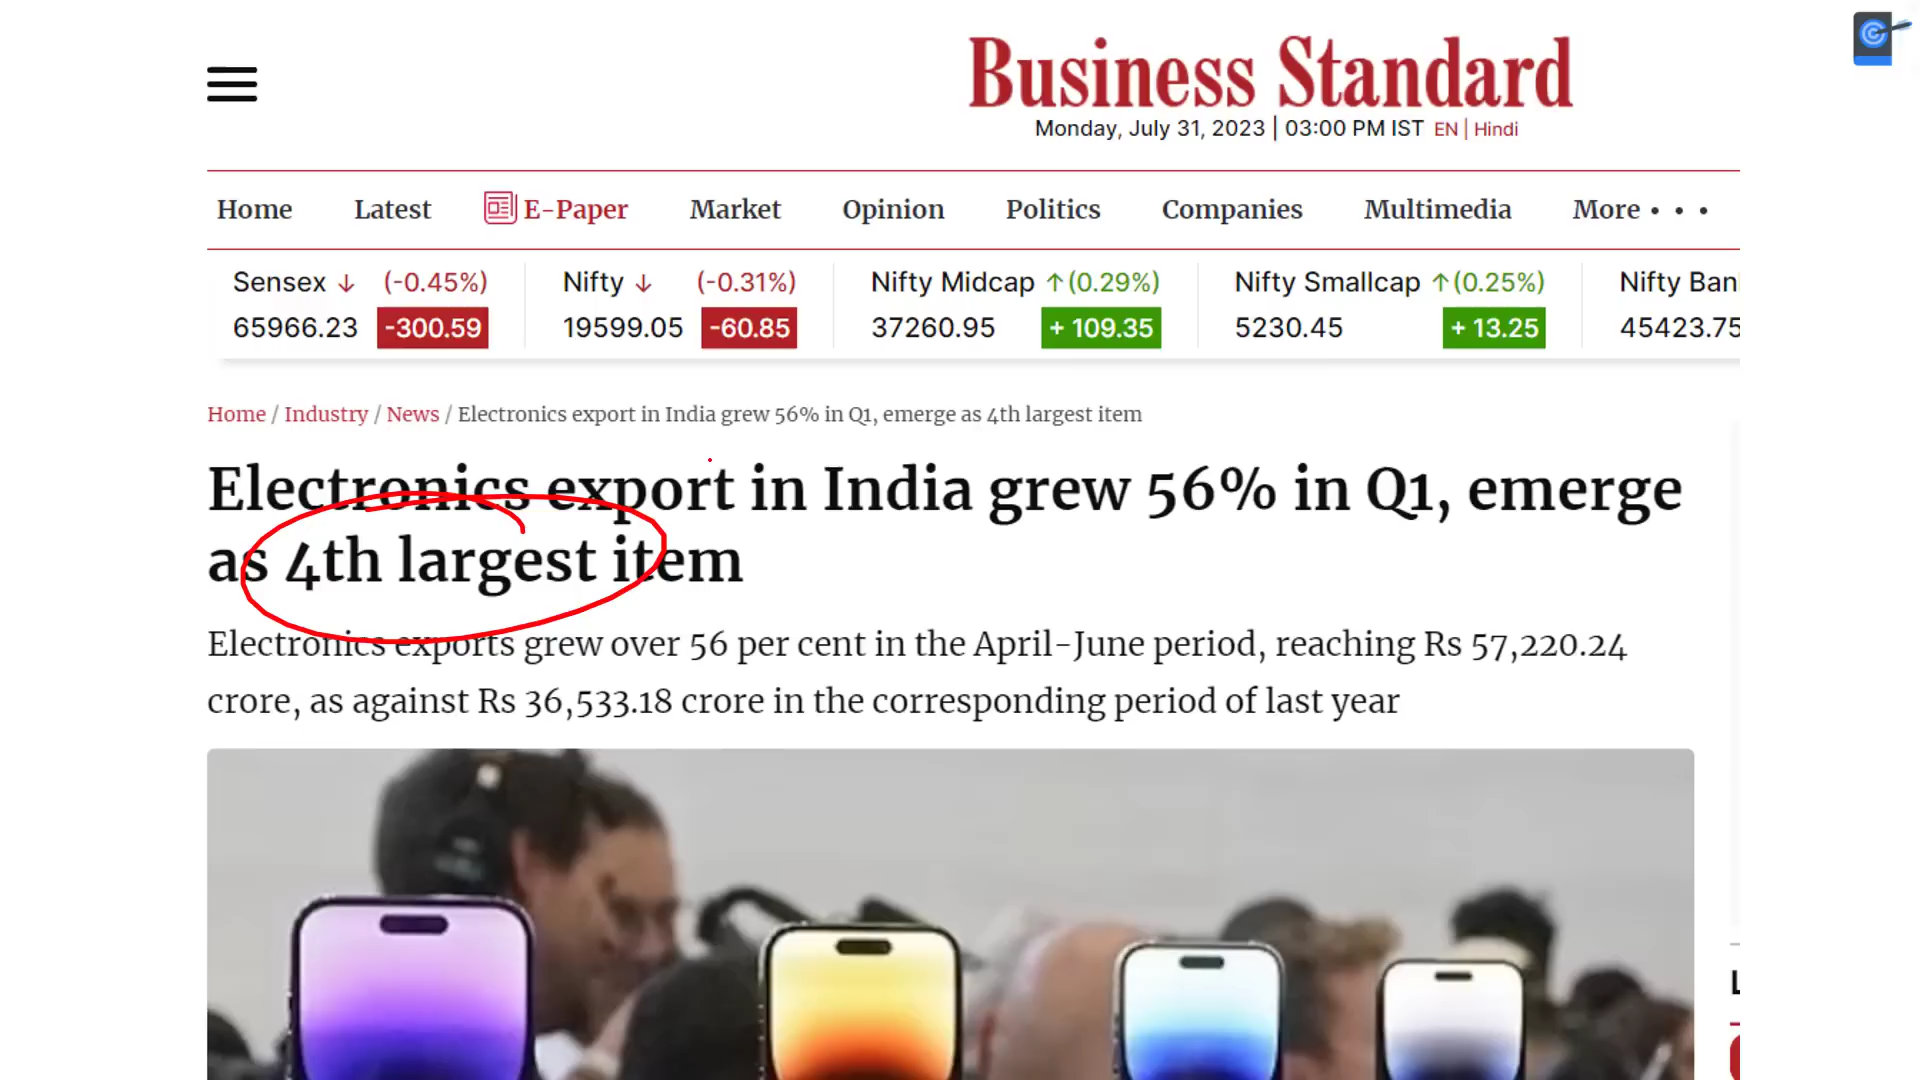 Business Standard
Monday, July 31, 2023 | 03:00 PM IST EN | Hindi
Home Latest E-Paper Market Opinion Politics Companies Multimedia More
Sensex ↓ (-0.45%) Nifty ↓ (-0.31%) Nifty Midcap ↑(0.29%) Nifty Smallcap ↑(0.25%) Nifty Ban
65966.23 -300.59 19599.05 -60.85 37260.95 + 109.35 5230.45 + 13.25 45423.75
Home / Industry / News / Electronics export in India grew 56% in Q1, emerge as 4th largest item
Electronics export in India grew 56% in Q1, emerge
as 4th largest item
Electronics exports grew over 56 per cent in the April-June period, reaching Rs 57,220.24
crore, as against Rs 36,533.18 crore in the corresponding period of last year